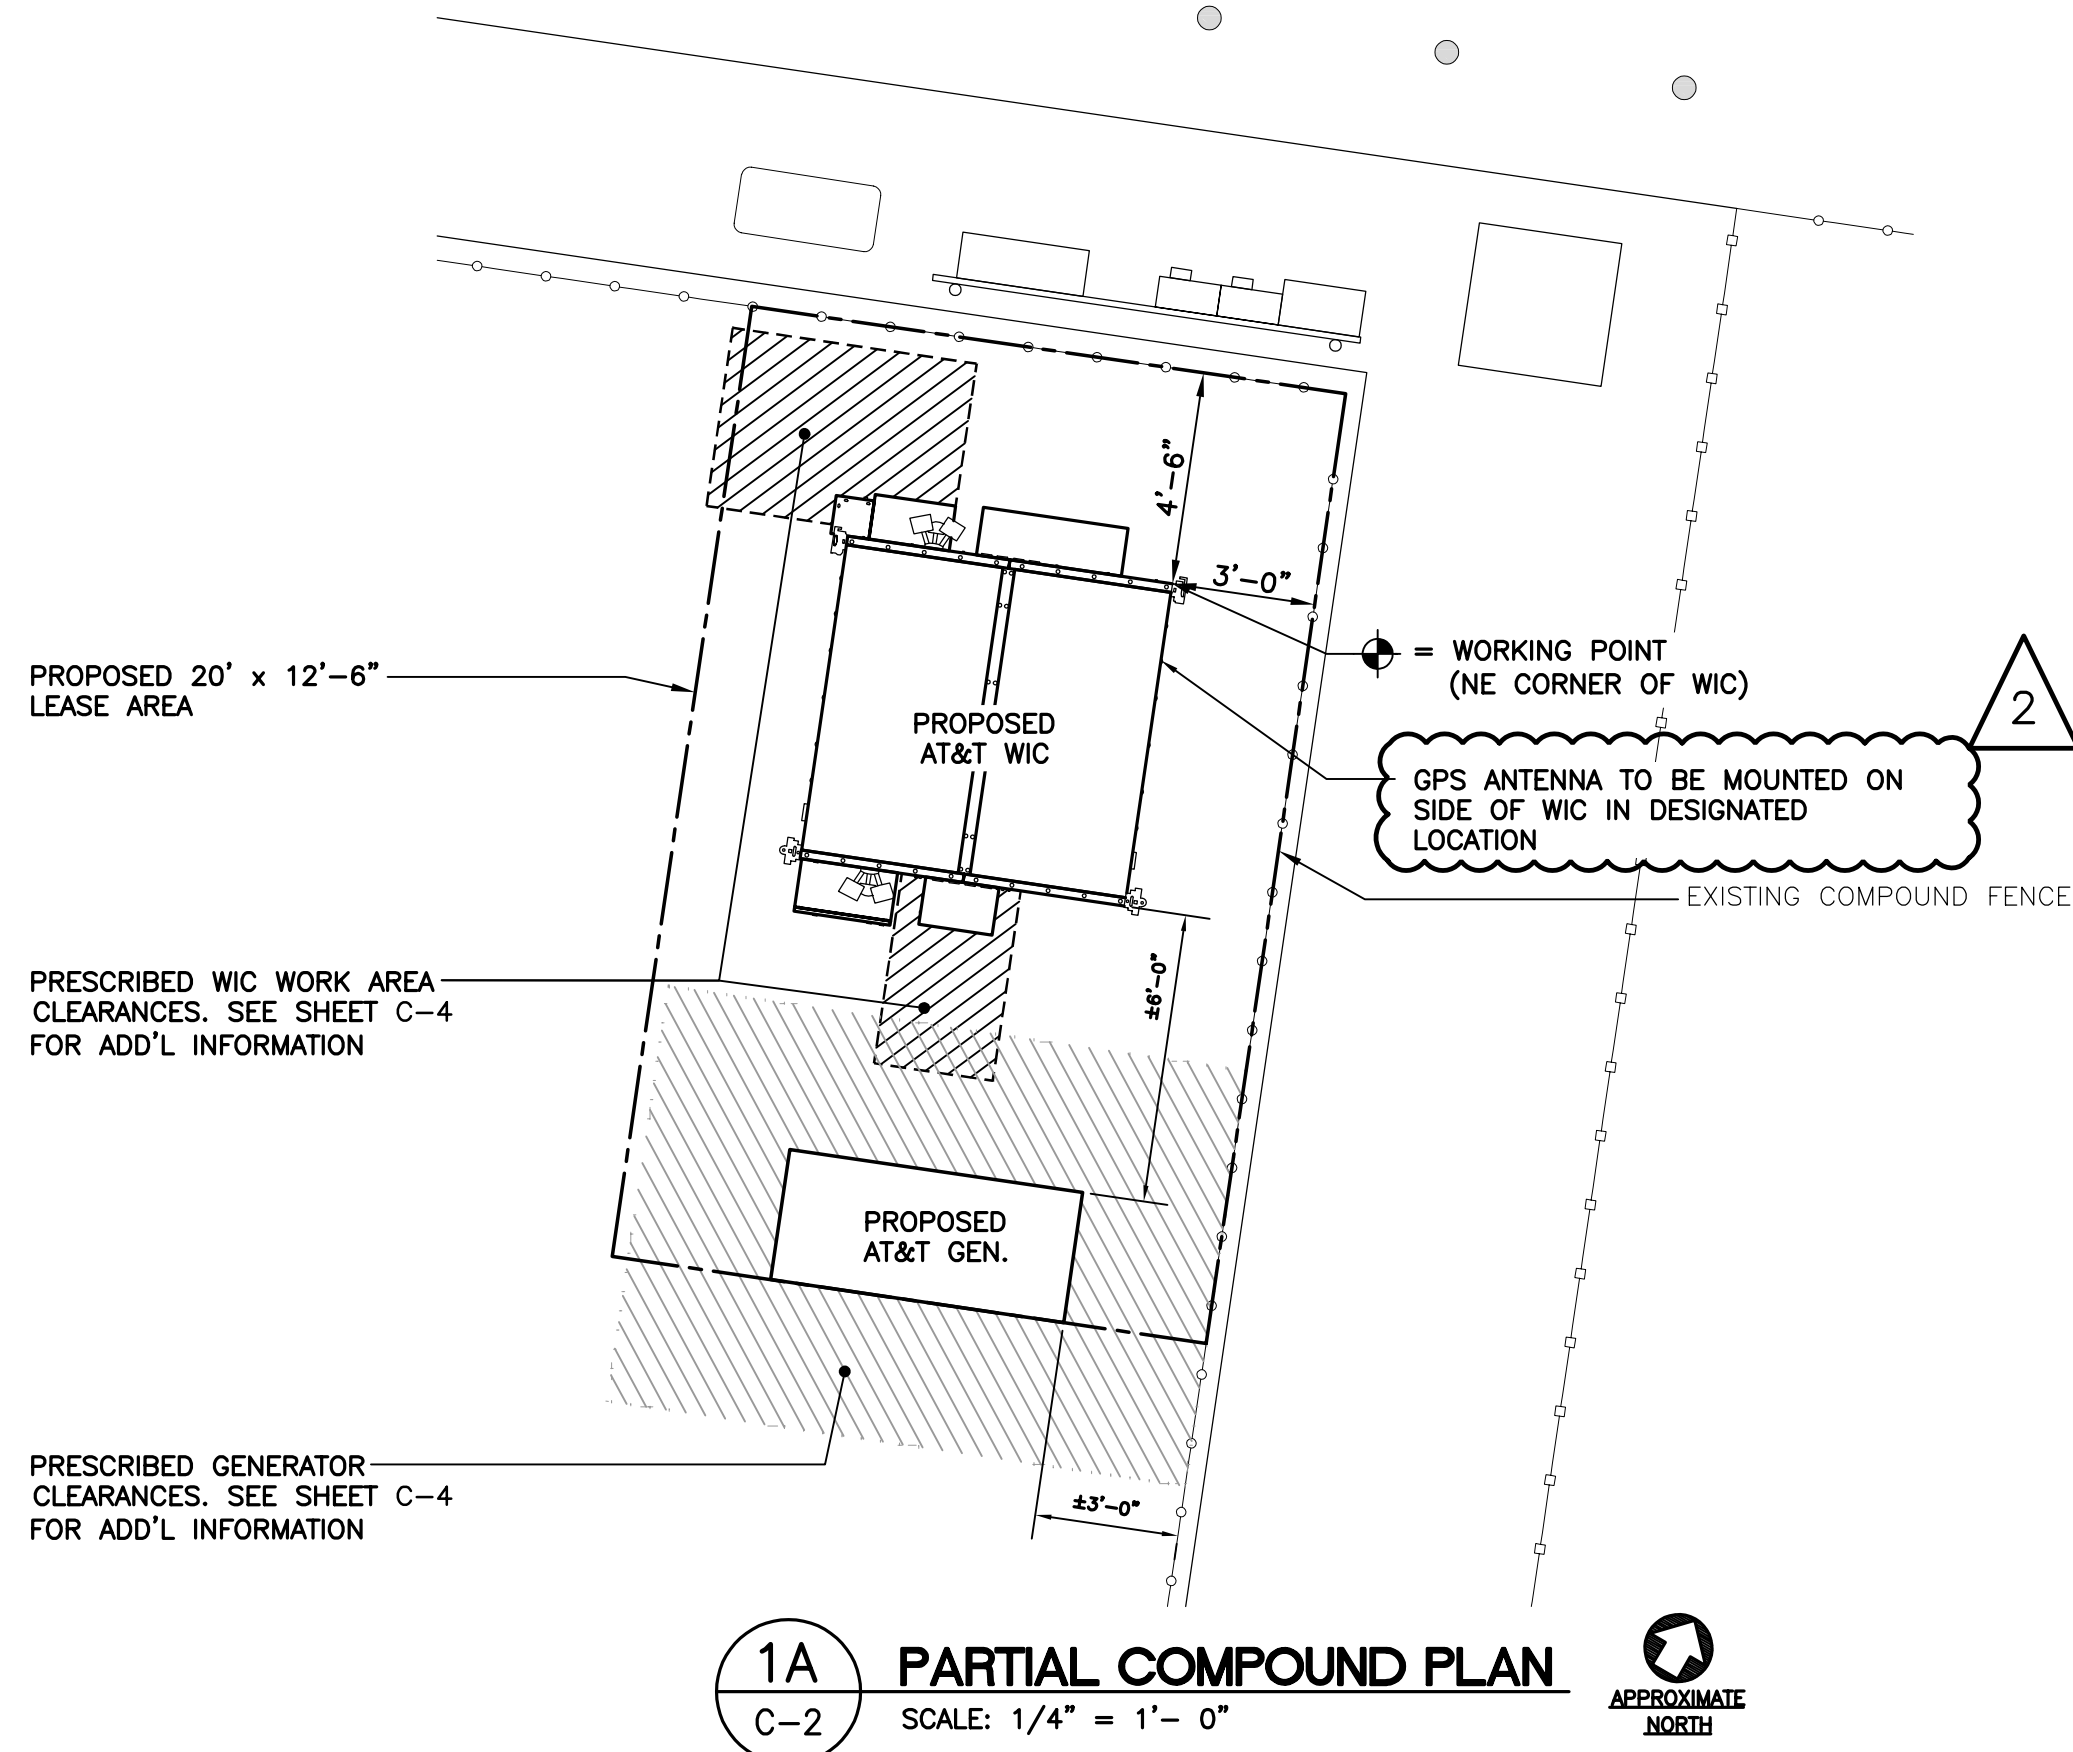 4'-6"
3'-0"
= WORKING POINT
(NE CORNER OF WIC)
PROPOSED 20' x 12'-6"
LEASE AREA
2
PROPOSED
AT&T WIC
GPS ANTENNA TO BE MOUNTED ON
SIDE OF WIC IN DESIGNATED
LOCATION
EXISTING COMPOUND FENCE
PRESCRIBED WIC WORK AREA
CLEARANCES. SEE SHEET C-4
FOR ADD'L INFORMATION
±6'-0"
PROPOSED
AT&T GEN.
PRESCRIBED GENERATOR
CLEARANCES. SEE SHEET C-4
FOR ADD'L INFORMATION
±3'-0"
1A
C-2
PARTIAL COMPOUND PLAN
SCALE: 1/4" = 1'- 0"
APPROXIMATE
NORTH